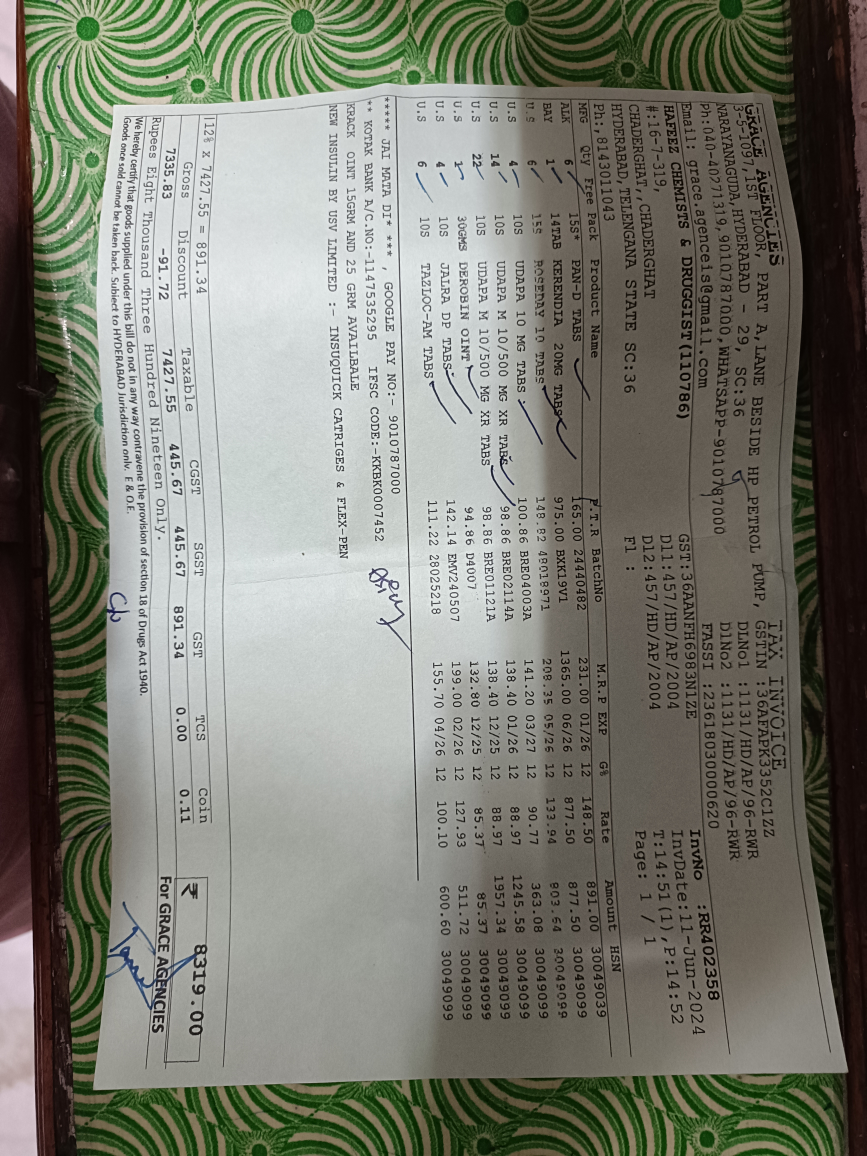 GRACE AGENCIES
3-5-1097,1ST FLOOR, PART A,LANE BESIDE HP PETROL PUMP,
NARAYANAGUDA,HYDERABAD - 29, SC:36
Ph:040-40271319,9010787000,WHATSAPP-9010787000
Email: grace.agenceis@gmail.com
TAX INVOICE
GSTIN :36AFAPK3352C1ZZ
DLNo1 :1131/HD/AP/96-RWR
DlNo2 :1131/HD/AP/96-RWR
FASSI :23618030000620
HAFEEZ CHEMISTS & DRUGGIST(110786)
#:16-7-319,
CHADERGHAT,,CHADERGHAT
HYDERABAD,TELENGANA STATE SC:36
Ph:,8143011043
GST:36AANFH6983N1ZE
D11:457/HD/AP/2004
D12:457/HD/AP/2004
Fl :
InvNo :RR402358
InvDate:11-Jun-2024
T:14:51(1),P:14:52
Page: 1 / 1
MFG Qty Free Pack Product Name P.T.R BatchNo M.R.P EXP G% Rate Amount HSN
ALK 6 15S* PAN-D TABS 165.00 24440482 231.00 01/26 12 148.50 891.00 30049039
BAY 1 14TAB KERENDIA 20MG TABS 975.00 BXK19V1 1365.00 06/26 12 877.50 877.50 30049099
U.S 6 15S ROSEDAY 10 TABS 148.82 208.35 05/26 12 133.94 803.64 30049099
U.S 4 10S UDAPA 10 MG TABS 100.86 BRE04003A 141.20 03/27 12 90.77 363.08 30049099
U.S 14 10S UDAPA M 10/500 MG XR TABS 98.86 BRE02114A 138.40 01/26 12 88.97 1245.58 30049099
U.S 22 10S UDAPA M 10/500 MG XR TABS 98.86 BRE01121A 138.40 12/25 12 88.97 1957.34 30049099
U.S 1 30GMS DEROBIN OINT 94.86 D4007 132.80 12/25 12 85.37 85.37 30049099
U.S 4 10S JALRA DP TABS 142.14 EMV240507 199.00 02/26 12 127.93 511.72 30049099
U.S 6 10S TAZLOC-AM TABS 111.22 28025218 155.70 04/26 12 100.10 600.60 30049099
***** JAI MATA DI* *** , GOOGLE PAY NO:- 9010787000
** KOTAK BANK A/C.NO:-1147535295 IFSC CODE:-KKBK0007452
KRACK OINT 15GRM AND 25 GRM AVAILBALE
NEW INSULIN BY USV LIMITED :- INSUQUICK CATRIGES & FLEX-PEN
12% x 7427.55 = 891.34
Gross Discount Taxable CGST SGST GST TCS Coin
7335.83 -91.72 7427.55 445.67 445.67 891.34 0.00 0.11
₹ 8319.00
Rupees Eight Thousand Three Hundred Nineteen Only.
For GRACE AGENCIES
We hereby certify that goods supplied under this bill do not in any way contravene the provision of section 18 of Drugs Act 1940.
Goods once sold cannot be taken back. Subject to HYDERABAD Jurisdiction only. E & O.E.